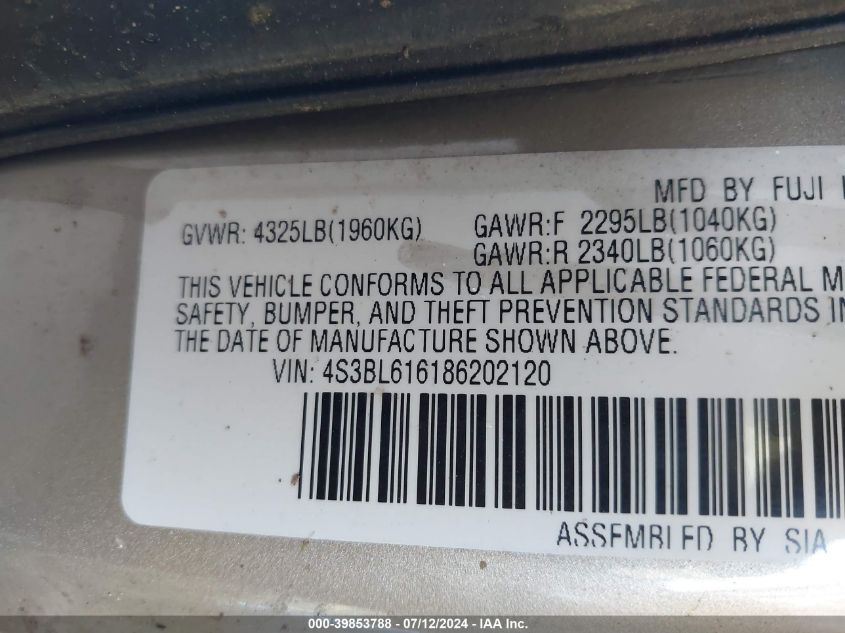 MFD BY FUJI
GVWR: 4325LB(1960KG) GAWR:F 2295LB(1040KG)
GAWR:R 2340LB(1060KG)
THIS VEHICLE CONFORMS TO ALL APPLICABLE FEDERAL M
SAFETY, BUMPER, AND THEFT PREVENTION STANDARDS IN
THE DATE OF MANUFACTURE SHOWN ABOVE.
VIN: 4S3BL616186202120
ASSEMBLED BY SIA
00-39853788 - 07/12/2024 - IAA Inc.